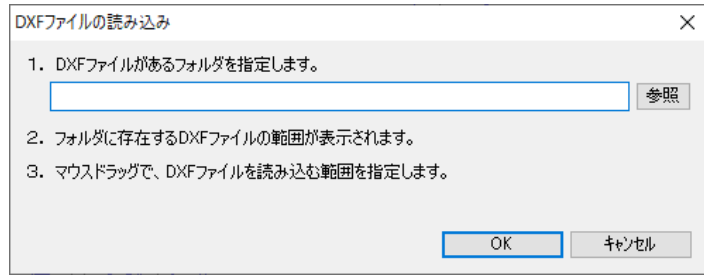 DXFファイルの読み込み
1. DXFファイルがあるフォルダを指定します。
参照
2. フォルダに存在するDXFファイルの範囲が表示されます。
3. マウスドラッグで、DXFファイルを読み込む範囲を指定します。
OK
キャンセル